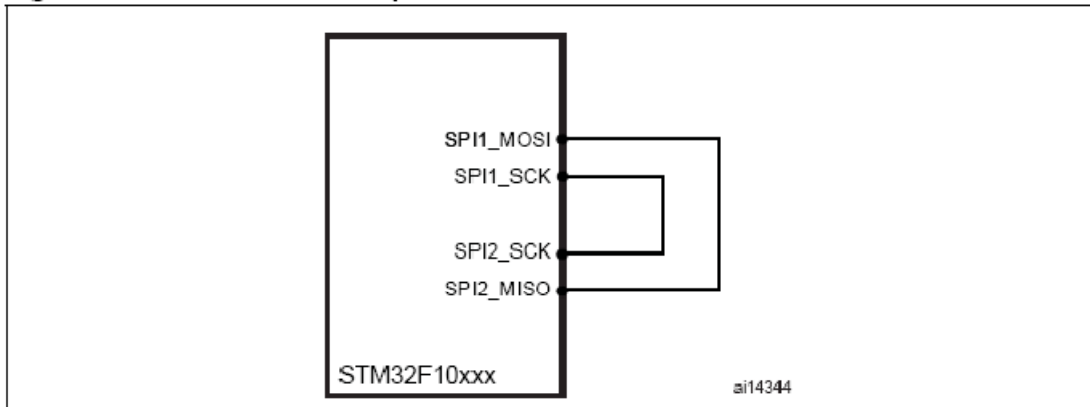 SPI1_MOSI
SPI1_SCK
SPI2_SCK
SPI2_MISO
STM32F10xxx
ai14344